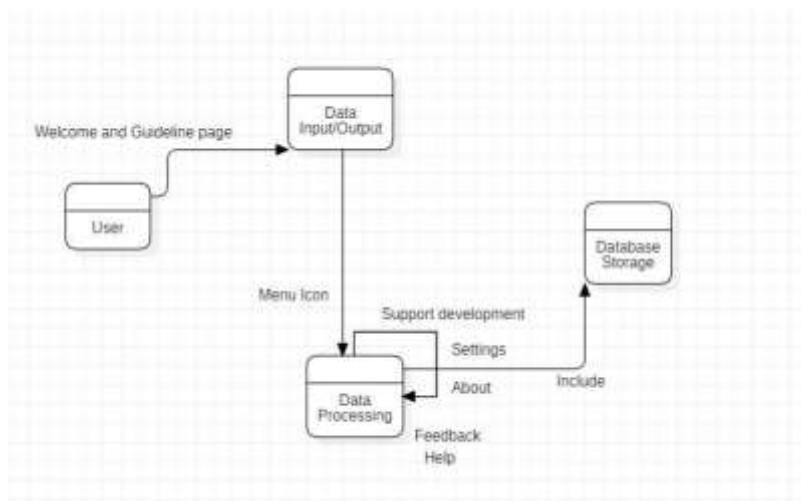 Data
Input/Output
Welcome and Guideline page
User
Database
Storage
Menu Icon
Support development
Settings
About
Include
Data
Processing
Feedback
Help